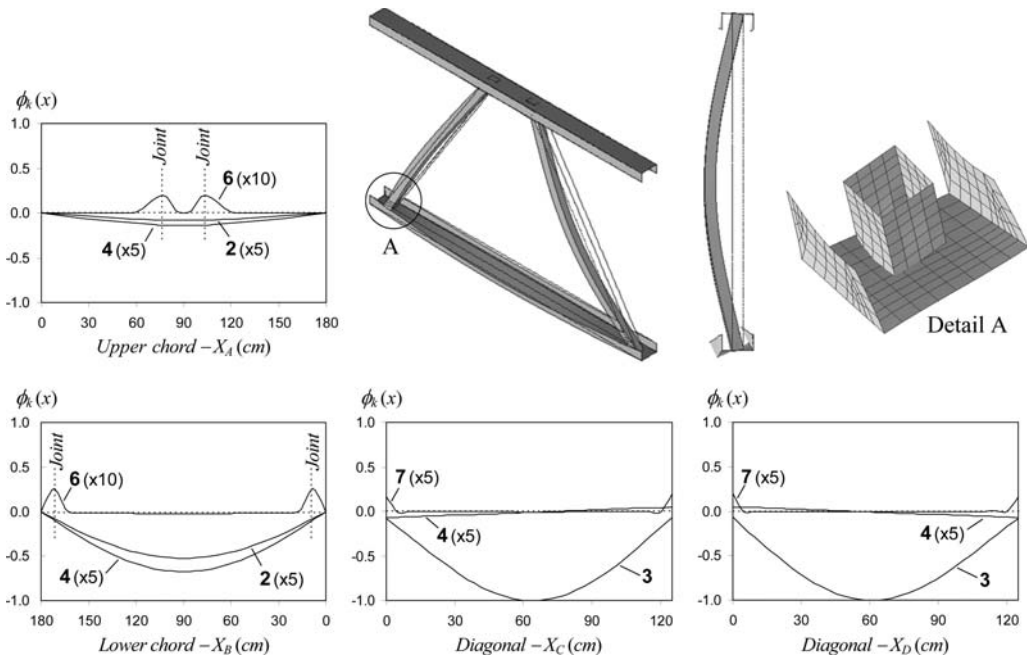 ϕk(x)
1.0
0.5
0.0
-0.5
-1.0
Joint
Joint
6 (x10)
4 (x5)
2 (x5)
0 30 60 90 120 150 180
Upper chord – XA (cm)
A
Detail A
ϕk(x)
1.0
0.5
0.0
-0.5
-1.0
Joint
Joint
6 (x10)
4 (x5)
2 (x5)
180 150 120 90 60 30 0
Lower chord – XB (cm)
ϕk(x)
1.0
0.5
0.0
-0.5
-1.0
7 (x5)
4 (x5)
3
0 30 60 90 120
Diagonal – XC (cm)
ϕk(x)
1.0
0.5
0.0
-0.5
-1.0
7 (x5)
4 (x5)
3
0 30 60 90 120
Diagonal – XD (cm)